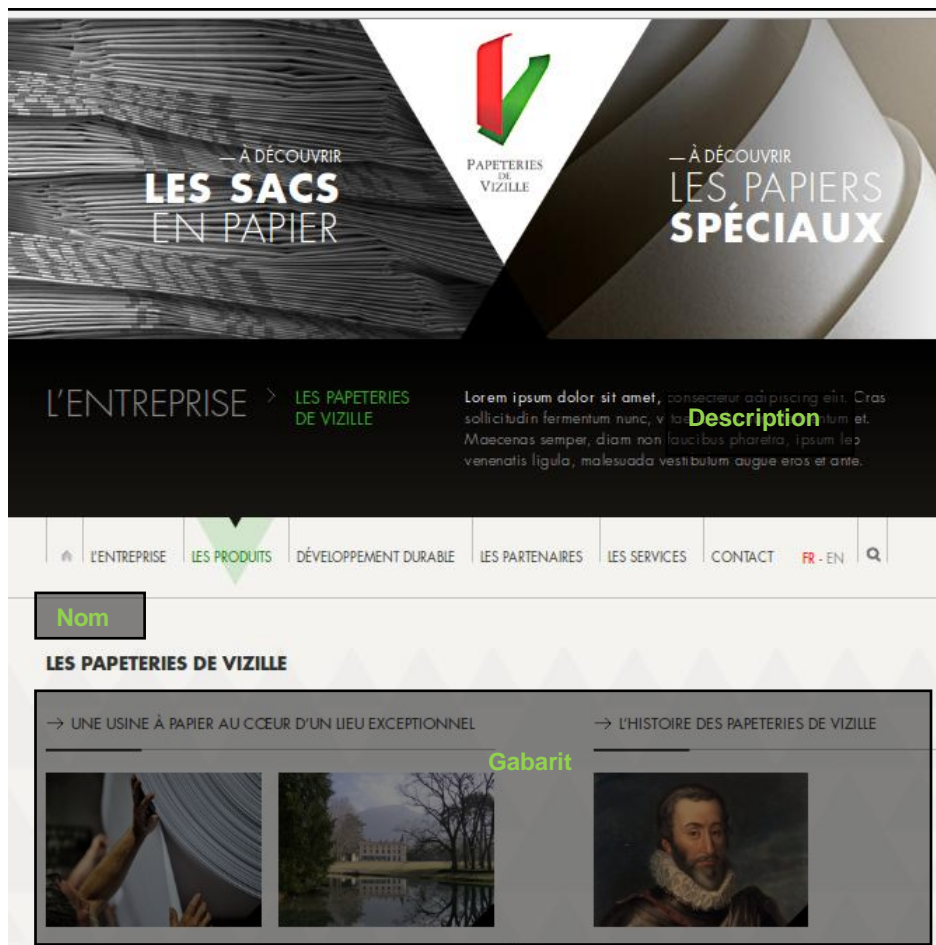 — À DÉCOUVRIR
LES SACS
EN PAPIER
PAPETERIES
DE
VIZILLE
— À DÉCOUVRIR
LES PAPIERS
SPÉCIAUX
L'ENTREPRISE > LES PAPETERIES
DE VIZILLE
Lorem ipsum dolor sit amet, consectetur adipiscing elit. Cras
sollicitudin fermentum nunc, v et.
Description
Maecenas semper, diam non faucibus pharetra, ipsum leo
venenatis ligula, malesuada vestibulum augue eros et ante.
L'ENTREPRISE LES PRODUITS DÉVELOPPEMENT DURABLE LES PARTENAIRES LES SERVICES CONTACT FR - EN
Nom
LES PAPETERIES DE VIZILLE
→ UNE USINE À PAPIER AU CŒUR D'UN LIEU EXCEPTIONNEL
→ L'HISTOIRE DES PAPETERIES DE VIZILLE
Gabarit